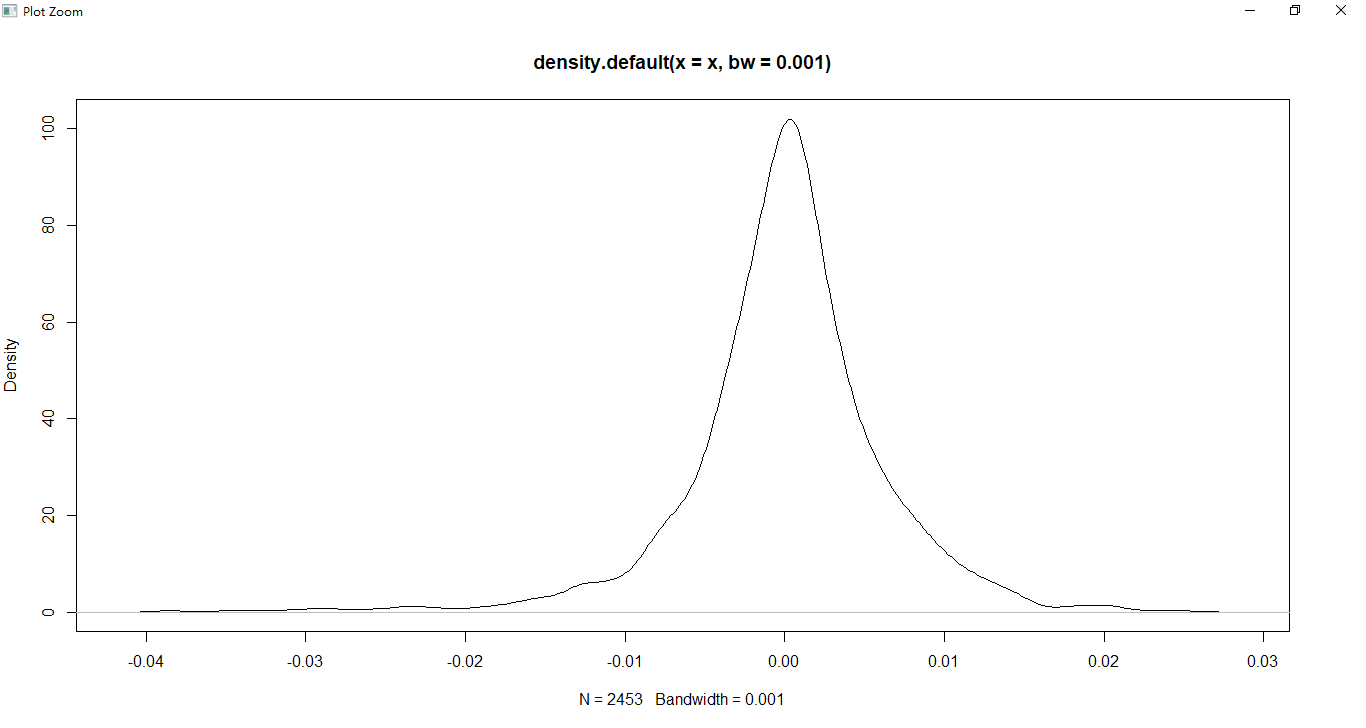 Plot Zoom
density.default(x = x, bw = 0.001)
Density
100
80
60
40
20
0
-0.04 -0.03 -0.02 -0.01 0.00 0.01 0.02 0.03
N = 2453 Bandwidth = 0.001